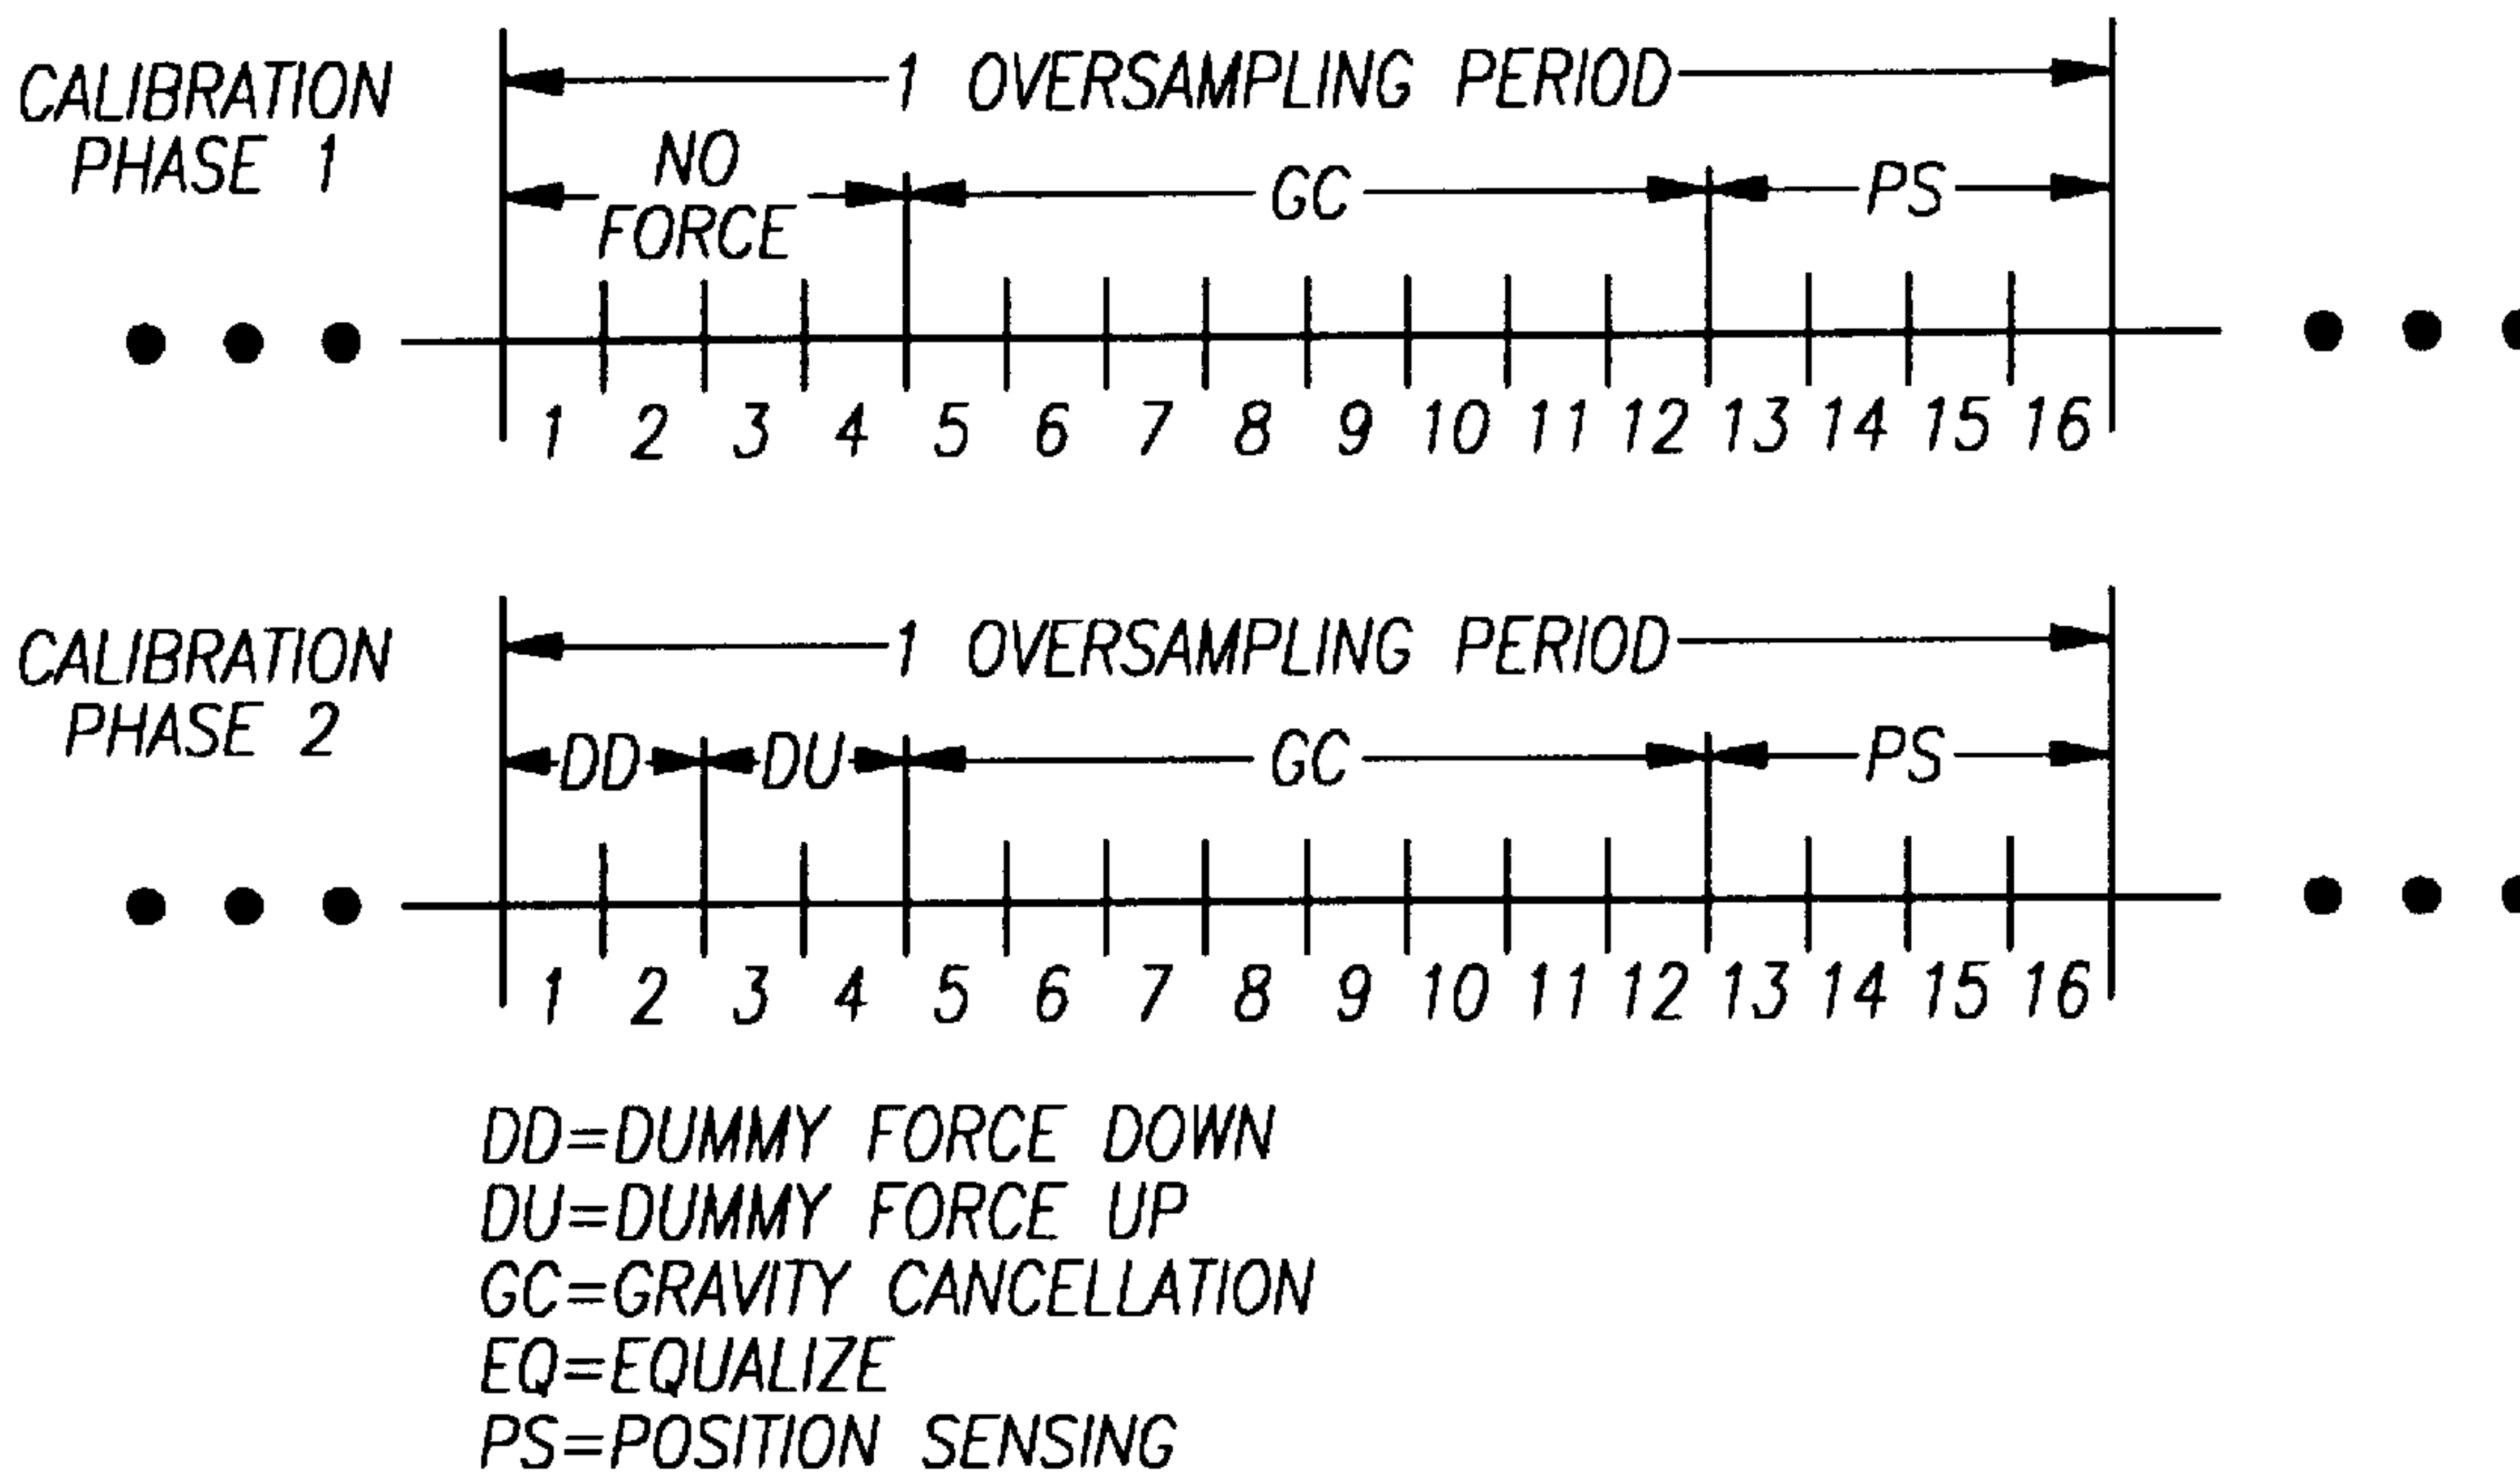 CALIBRATION
PHASE 1
1 OVERSAMPLING PERIOD
NO
FORCE
GC
PS
1 2 3 4 5 6 7 8 9 10 11 12 13 14 15 16
CALIBRATION
PHASE 2
1 OVERSAMPLING PERIOD
DD DU GC PS
1 2 3 4 5 6 7 8 9 10 11 12 13 14 15 16
DD=DUMMY FORCE DOWN
DU=DUMMY FORCE UP
GC=GRAVITY CANCELLATION
EQ=EQUALIZE
PS=POSITION SENSING